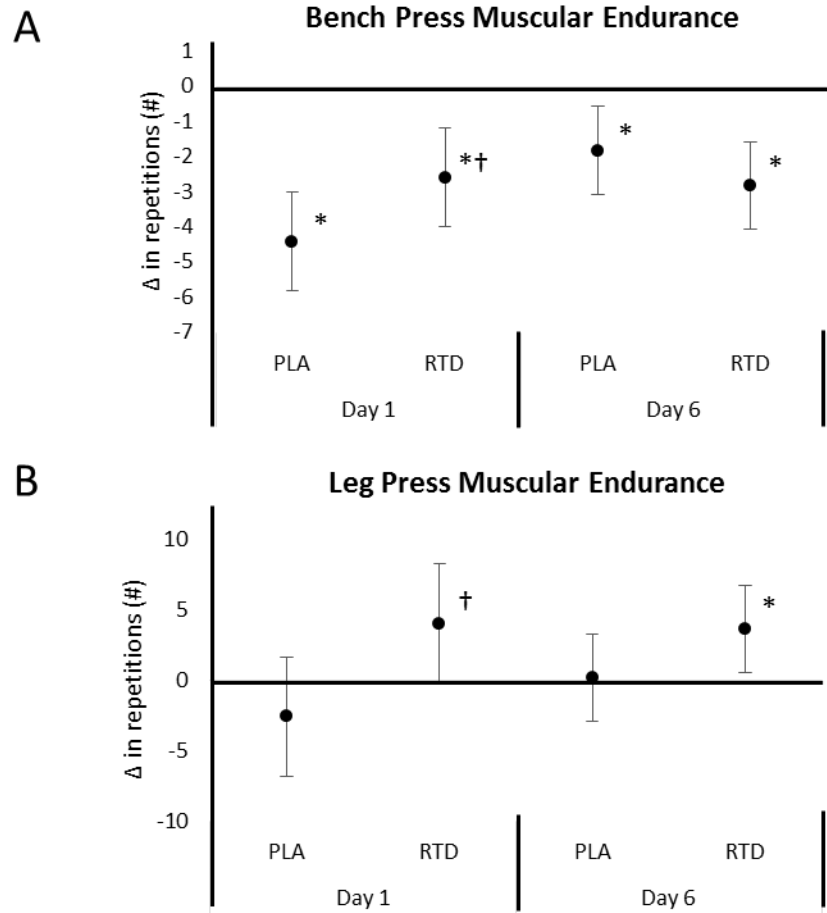 A
Bench Press Muscular Endurance
Δ in repetitions (#)
1
0
-1
-2
-3
-4
-5
-6
-7
*
*†
*
*
PLA RTD PLA RTD
Day 1 Day 6
B
Leg Press Muscular Endurance
Δ in repetitions (#)
10
5
0
-5
-10
†
*
PLA RTD PLA RTD
Day 1 Day 6